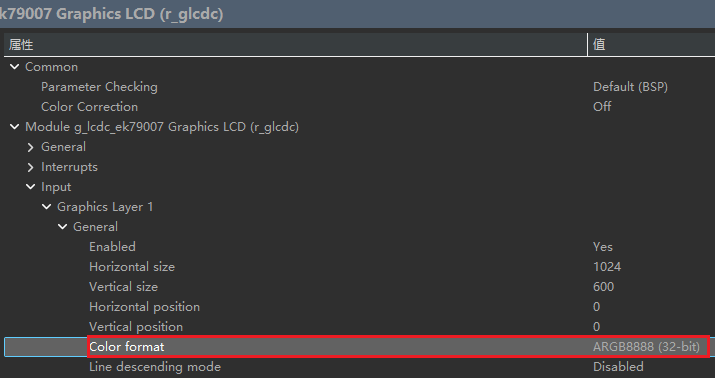 ek79007 Graphics LCD (r_glcdc)
属性 值
Common
Parameter Checking Default (BSP)
Color Correction Off
Module g_lcdc_ek79007 Graphics LCD (r_glcdc)
General
Interrupts
Input
Graphics Layer 1
General
Enabled Yes
Horizontal size 1024
Vertical size 600
Horizontal position 0
Vertical position 0
Color format ARGB8888 (32-bit)
Line descending mode Disabled